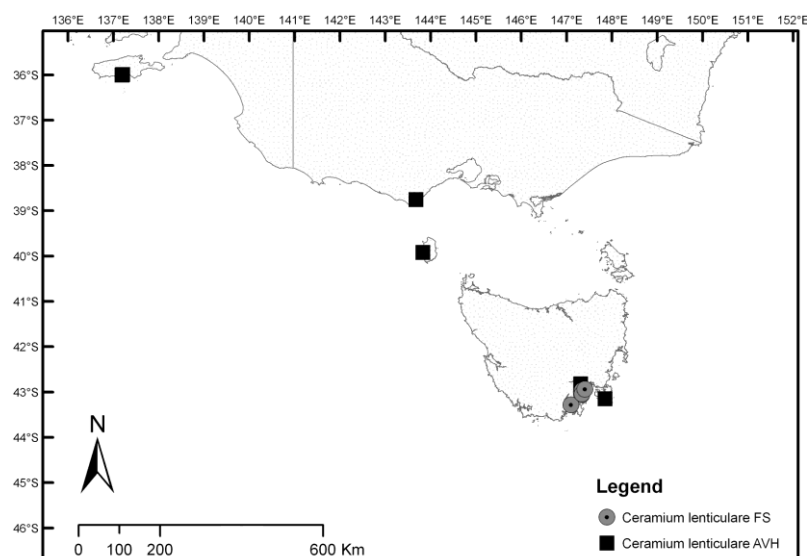 136°E 137°E 138°E 139°E 140°E 141°E 142°E 143°E 144°E 145°E 146°E 147°E 148°E 149°E 150°E 151°E 152°E
36°S
37°S
38°S
39°S
40°S
41°S
42°S
43°S
44°S
45°S
46°S
N
0 100 200 600 Km
Legend
Ceramium lenticulare FS
Ceramium lenticulare AVH